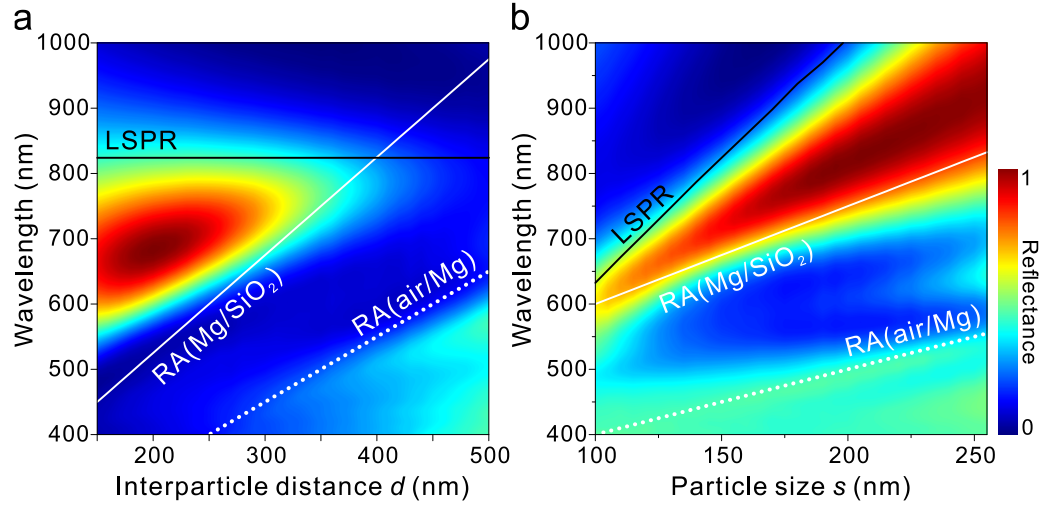 a
1000
900
800
700
600
500
400
Wavelength (nm)
LSPR
RA(Mg/SiO₂)
RA(air/Mg)
200
300
400
500
Interparticle distance d (nm)
b
1000
900
800
700
600
500
400
Wavelength (nm)
LSPR
RA(Mg/SiO₂)
RA(air/Mg)
100
150
200
250
Particle size s (nm)
1
0
Reflectance